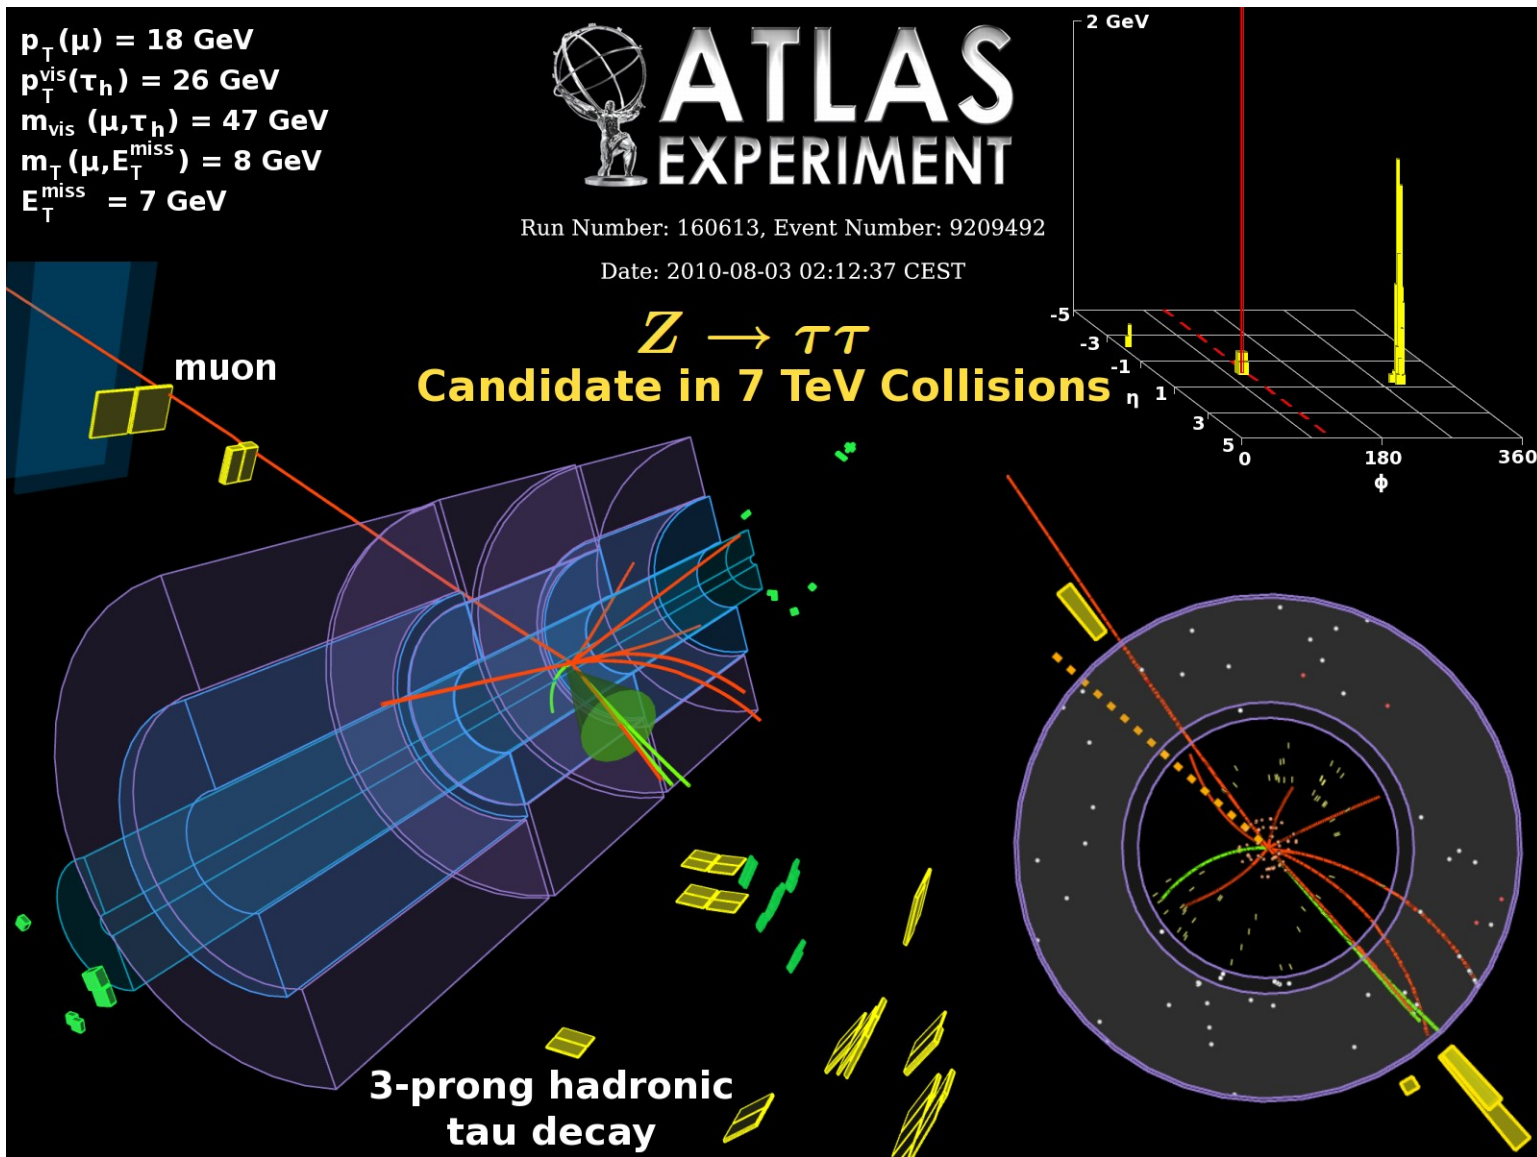 p_T(μ) = 18 GeV
p_T^vis(τ_h) = 26 GeV
m_vis (μ,τ_h) = 47 GeV
m_T(μ,E_T^miss) = 8 GeV
E_T^miss = 7 GeV
ATLAS
EXPERIMENT
Run Number: 160613, Event Number: 9209492
Date: 2010-08-03 02:12:37 CEST
Z → ττ
Candidate in 7 TeV Collisions
2 GeV
-5
-3
-1
η
1
3
5
0
180
360
ϕ
muon
3-prong hadronic
tau decay